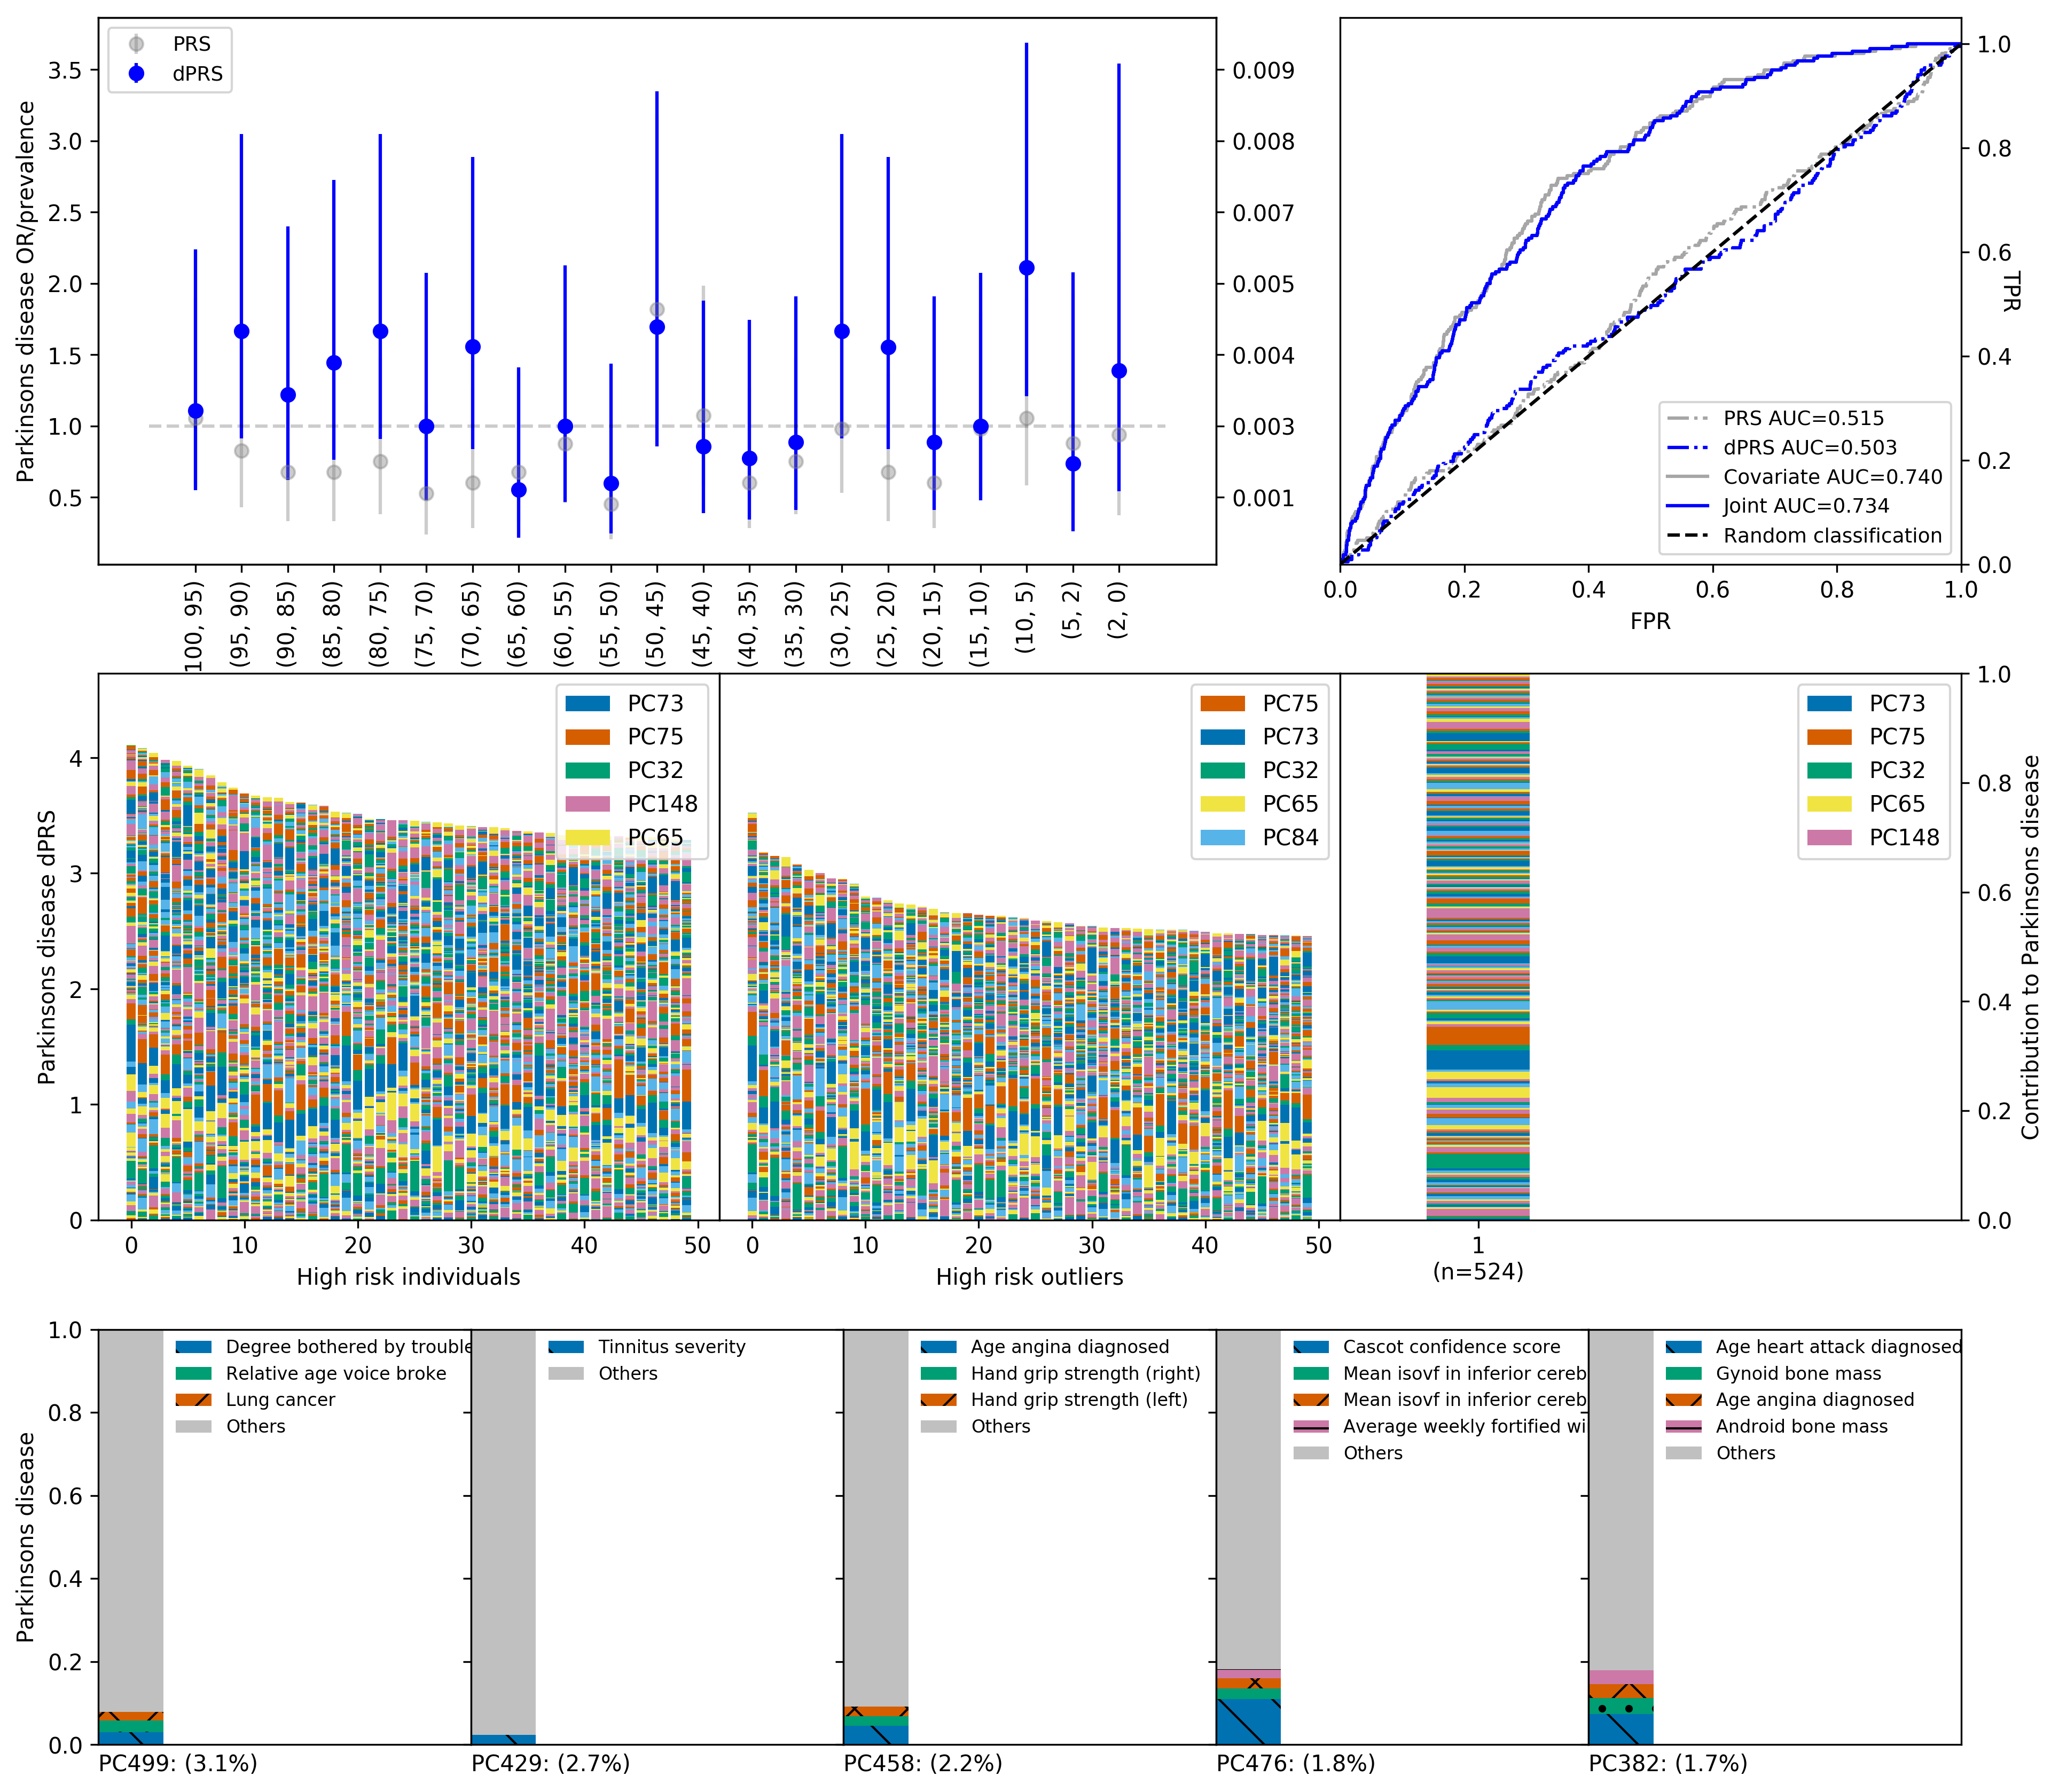 PRS
dPRS
Parkinsons disease OR/prevalence
3.5
3.0
2.5
2.0
1.5
1.0
0.5
0.009
0.008
0.007
0.005
0.004
0.003
0.001
100, 95)
(95, 90)
(90, 85)
(85, 80)
(80, 75)
(75, 70)
(70, 65)
(65, 60)
(60, 55)
(55, 50)
(50, 45)
(45, 40)
(40, 35)
(35, 30)
(30, 25)
(25, 20)
(20, 15)
(15, 10)
(10, 5)
(5, 2)
(2, 0)
PRS AUC=0.515
dPRS AUC=0.503
Covariate AUC=0.740
Joint AUC=0.734
Random classification
1.0
0.8
0.6
0.4
0.2
0.0
TPR
0.0 0.2 0.4 0.6 0.8 1.0
FPR
Parkinsons disease dPRS
4
3
2
1
0
PC73
PC75
PC32
PC148
PC65
0 10 20 30 40 50
High risk individuals
PC75
PC73
PC32
PC65
PC84
0 10 20 30 40 50
High risk outliers
PC73
PC75
PC32
PC65
PC148
1
(n=524)
1.0
0.8
0.6
0.4
0.2
0.0
Contribution to Parkinsons disease
Parkinsons disease
1.0
0.8
0.6
0.4
0.2
0.0
Degree bothered by trouble
Relative age voice broke
Lung cancer
Others
PC499: (3.1%)
Tinnitus severity
Others
PC429: (2.7%)
Age angina diagnosed
Hand grip strength (right)
Hand grip strength (left)
Others
PC458: (2.2%)
Cascot confidence score
Mean isovf in inferior cereb
Mean isovf in inferior cereb
Average weekly fortified wi
Others
PC476: (1.8%)
Age heart attack diagnosed
Gynoid bone mass
Age angina diagnosed
Android bone mass
Others
PC382: (1.7%)